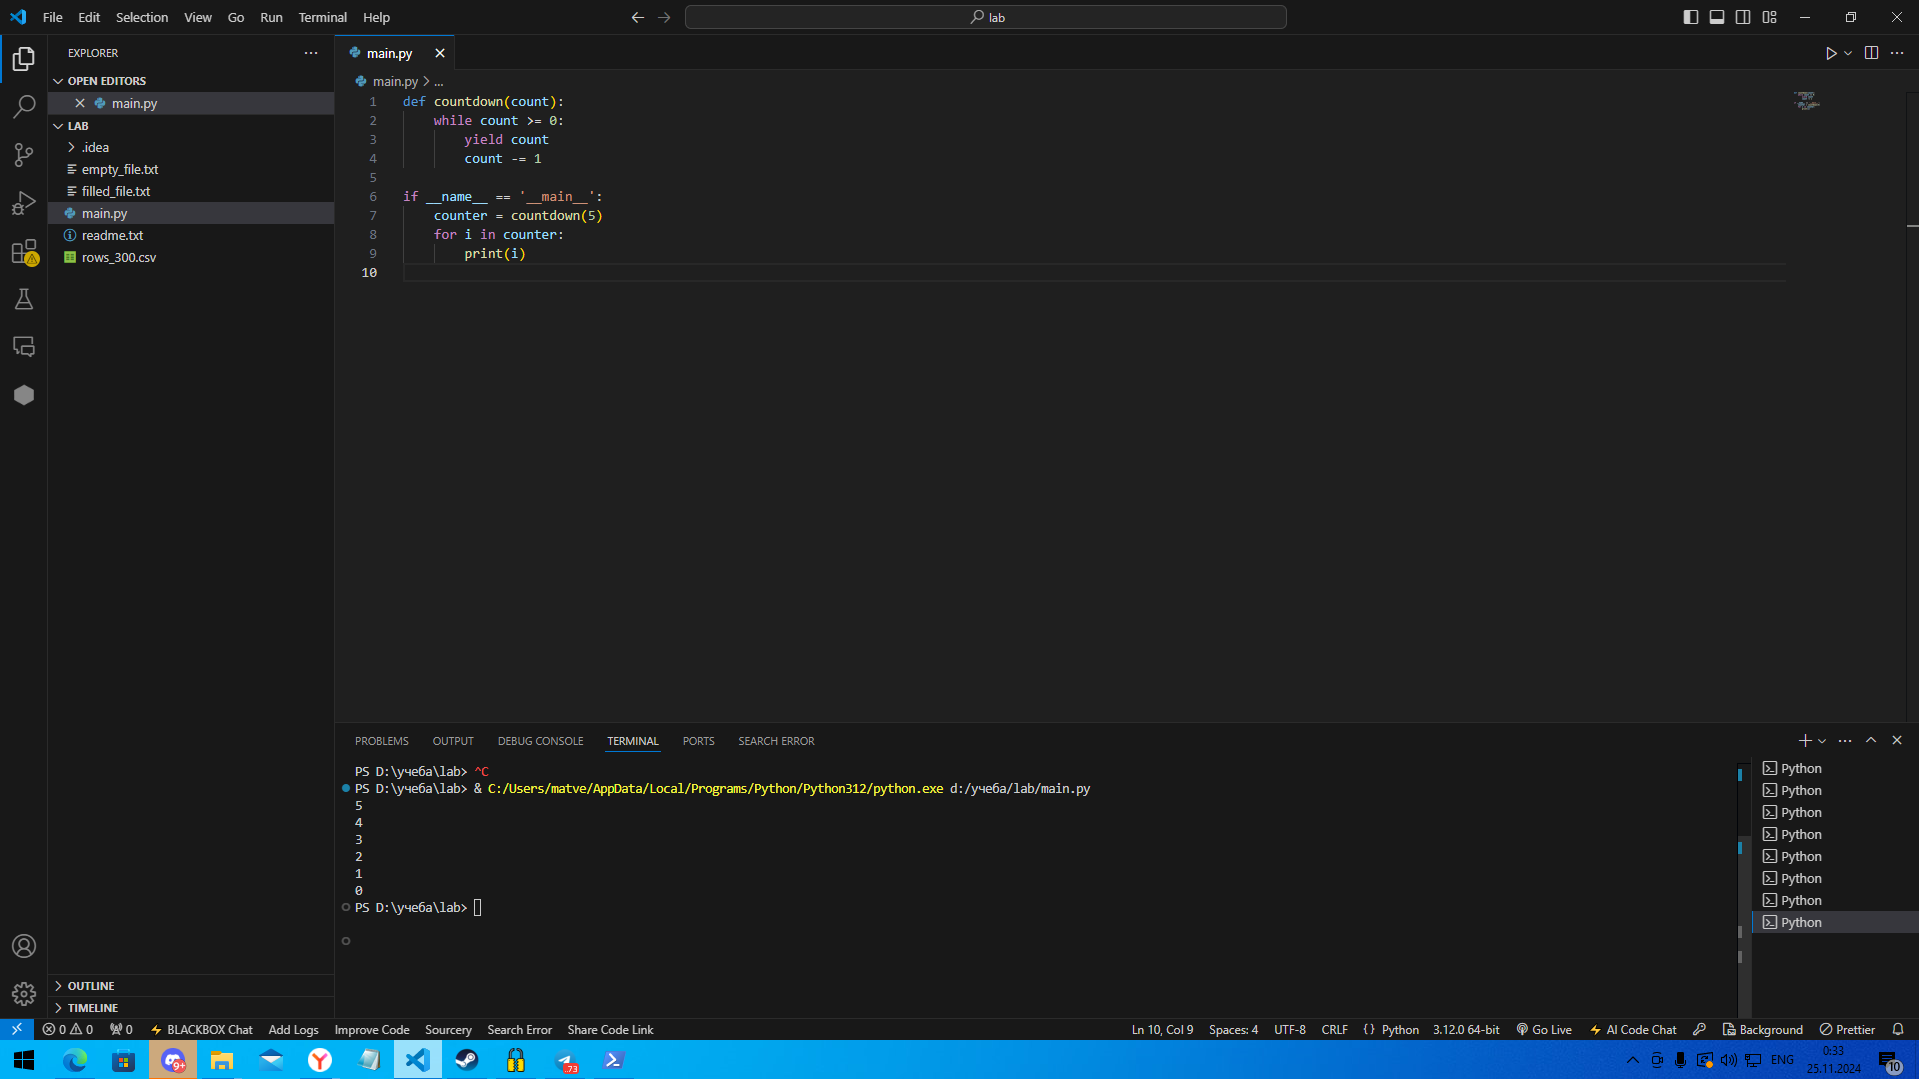 File Edit Selection View Go Run Terminal Help
lab
EXPLORER
OPEN EDITORS
main.py
LAB
.idea
empty_file.txt
filled_file.txt
main.py
readme.txt
rows_300.csv
OUTLINE
TIMELINE
main.py
main.py > ...
1 def countdown(count):
2 while count >= 0:
3 yield count
4 count -= 1
5
6 if __name__ == '__main__':
7 counter = countdown(5)
8 for i in counter:
9 print(i)
10
PROBLEMS OUTPUT DEBUG CONSOLE TERMINAL PORTS SEARCH ERROR
PS D:\учеба\lab> ^C
PS D:\учеба\lab> & C:/Users/matve/AppData/Local/Programs/Python/Python312/python.exe d:/учеба/lab/main.py
5
4
3
2
1
0
PS D:\учеба\lab>
Python
Python
Python
Python
Python
Python
Python
Python
0 0 0 BLACKBOX Chat Add Logs Improve Code Sourcery Search Error Share Code Link Ln 10, Col 9 Spaces: 4 UTF-8 CRLF { } Python 3.12.0 64-bit Go Live AI Code Chat Background Prettier
9+ .73 ENG 0:33
25.11.2024 10